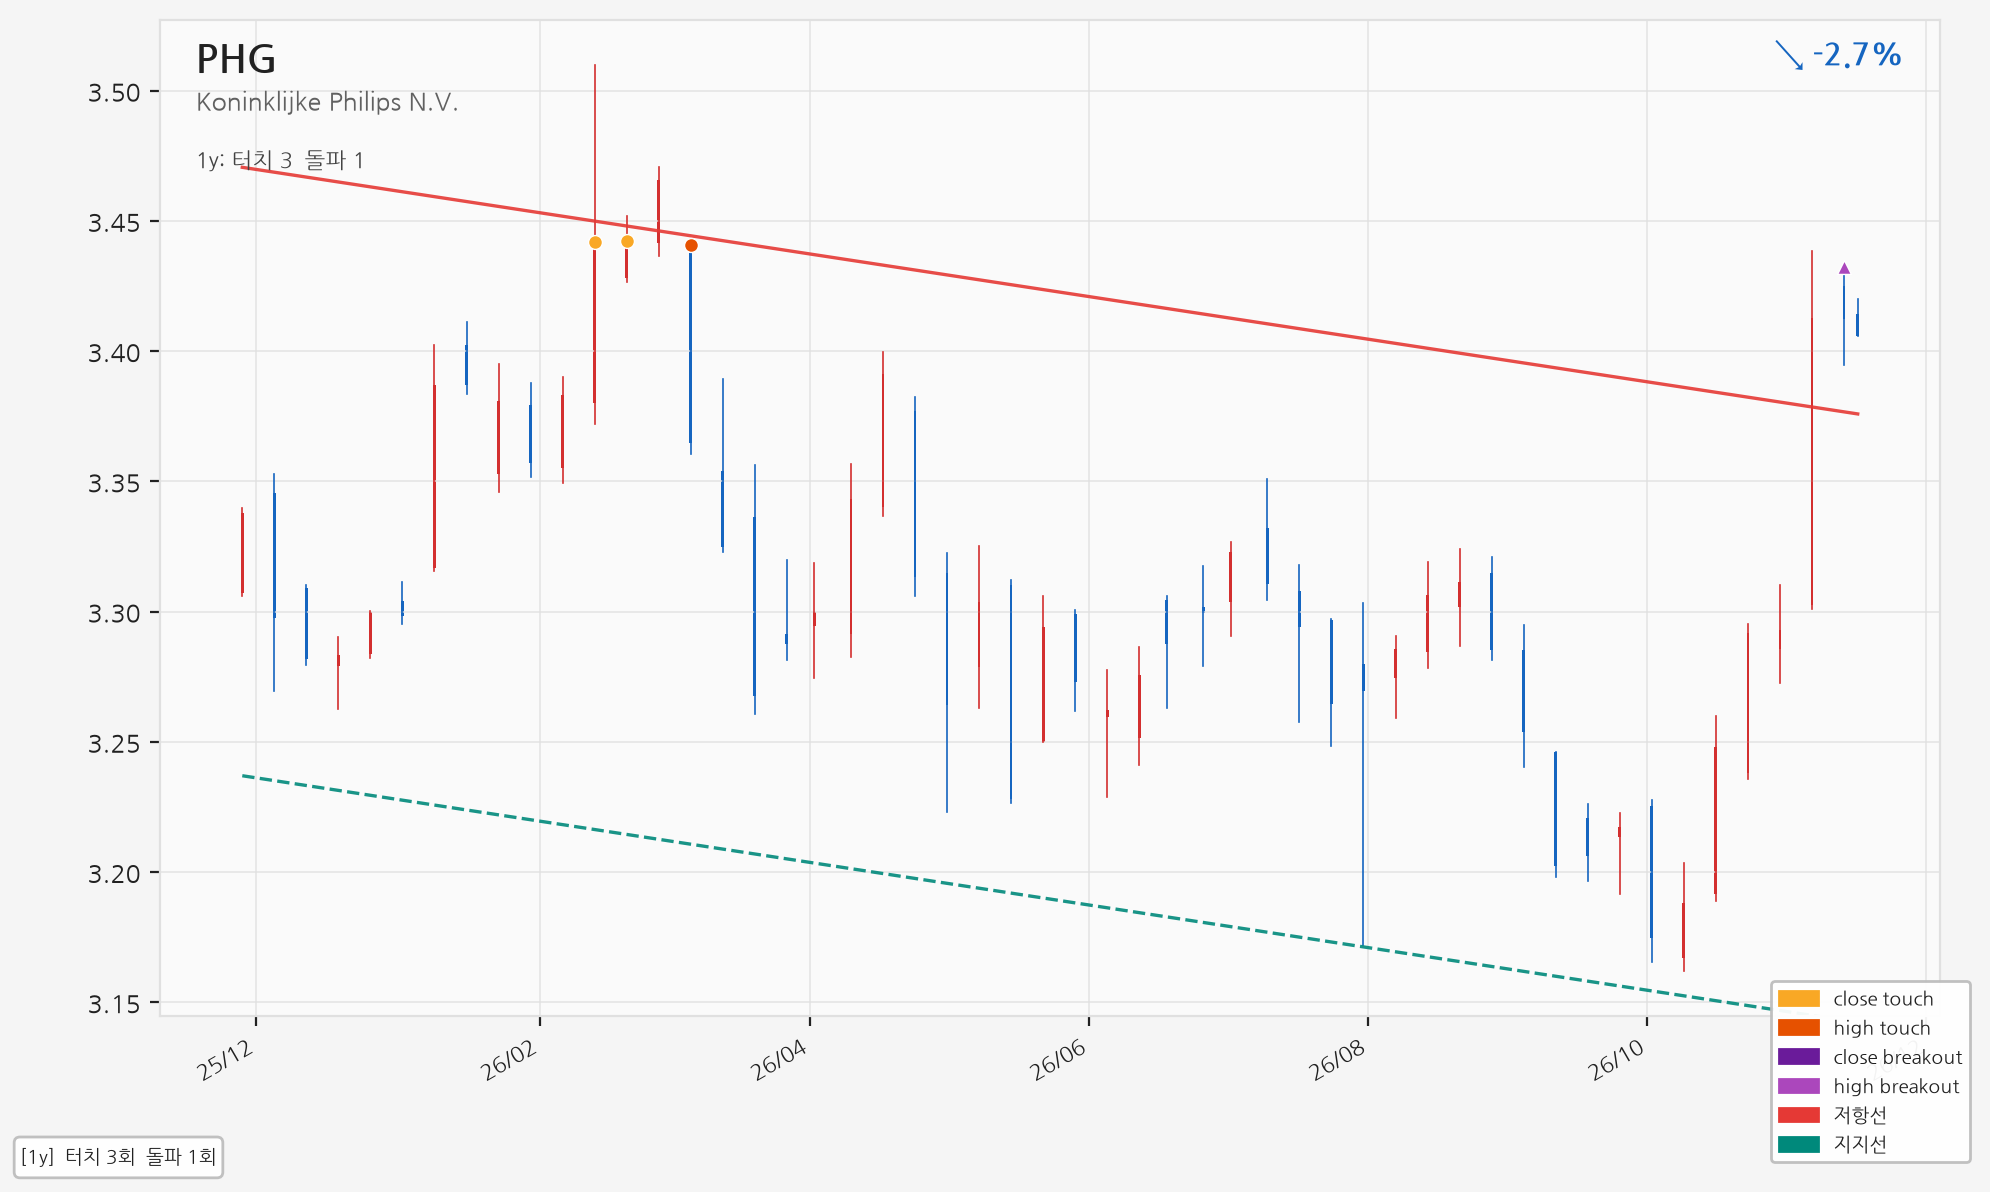 PHG
-2.7%
Koninklijke Philips N.V.
1y: 터치 3 돌파 1
3.50
3.45
3.40
3.35
3.30
3.25
3.20
3.15
25/12
26/02
26/04
26/06
26/08
26/10
close touch
high touch
close breakout
high breakout
저항선
지지선
[1y] 터치 3회 돌파 1회